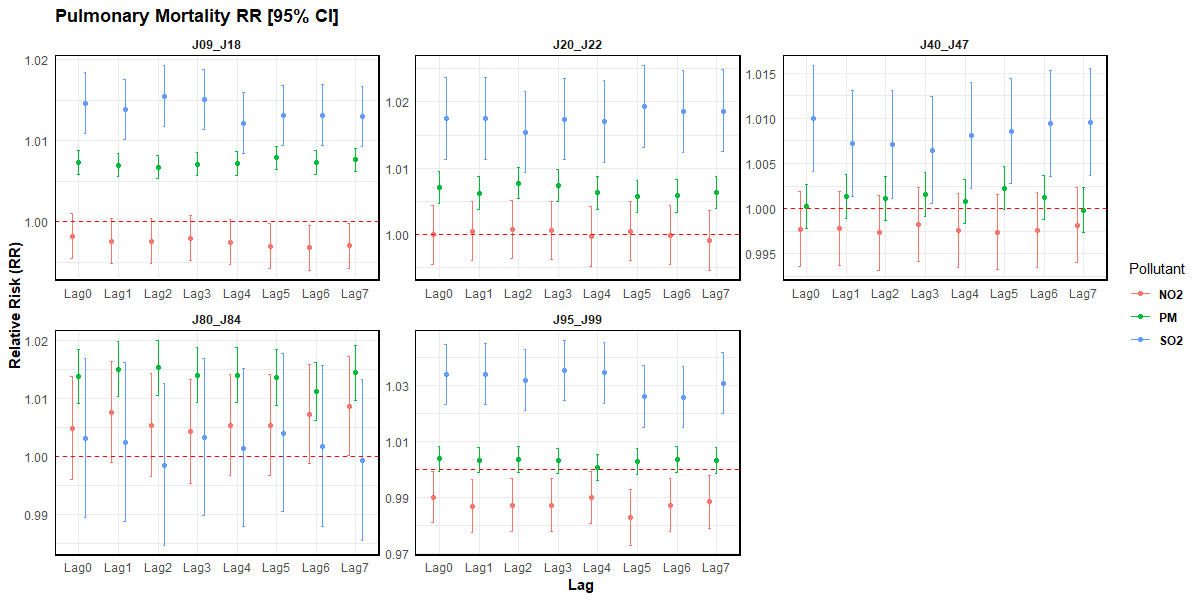 Pulmonary Mortality RR [95% CI]
J09_J18
J20_J22
J40_J47
1.02
1.01
1.00
1.02
1.01
1.00
1.015
1.010
1.005
1.000
0.995
Lag0 Lag1 Lag2 Lag3 Lag4 Lag5 Lag6 Lag7
Lag0 Lag1 Lag2 Lag3 Lag4 Lag5 Lag6 Lag7
Lag0 Lag1 Lag2 Lag3 Lag4 Lag5 Lag6 Lag7
J80_J84
J95_J99
1.02
1.01
1.00
0.99
1.03
1.01
0.99
0.97
Lag0 Lag1 Lag2 Lag3 Lag4 Lag5 Lag6 Lag7
Lag0 Lag1 Lag2 Lag3 Lag4 Lag5 Lag6 Lag7
Relative Risk (RR)
Lag
Pollutant
NO2
PM
SO2